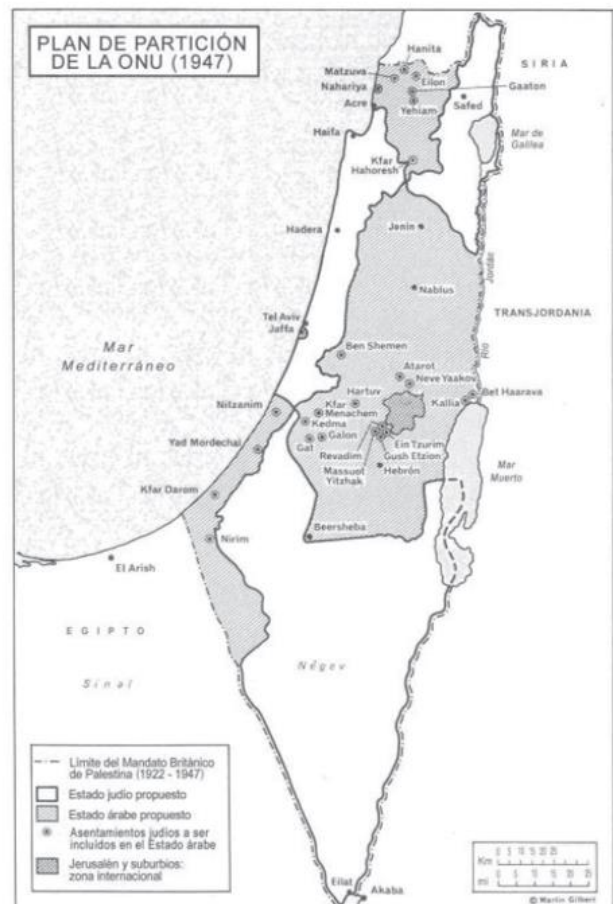 PLAN DE PARTICIÓN
DE LA ONU (1947)
Hanita
SIRIA
Matzuva
Eilon
Nahariya
Gaaton
Acre
Yehiam
Safed
Haifa
Mar de
Galilea
Kfar
Hahoresh
Hadera
Jenin
Jordán
Nablus
TRANSJORDANIA
Tel Aviv
Jaffa
Río
Mar
Mediterráneo
Ben Shemen
Atarot
Neve Yaakov
Bet Haarava
Hartuv
Kallia
Nitzanim
Kfar
Menachem
Kedma
Galon
Gat
Ein Tzurim
Revadim
Gush Etzion
Massuot
Yitzhak
Hebrón
Mar
Muerto
Yad Mordechai
Kfar Darom
Beersheba
Nirim
El Arish
EGIPTO
Sinaí
Négev
Límite del Mandato Británico
de Palestina (1922 - 1947)
Estado judío propuesto
Estado árabe propuesto
Asentamientos judíos a ser
incluídos en el Estado árabe
Jerusalén y suburbios:
zona internacional
Eilat
Akaba
Km
mi
© Martin Gilbert